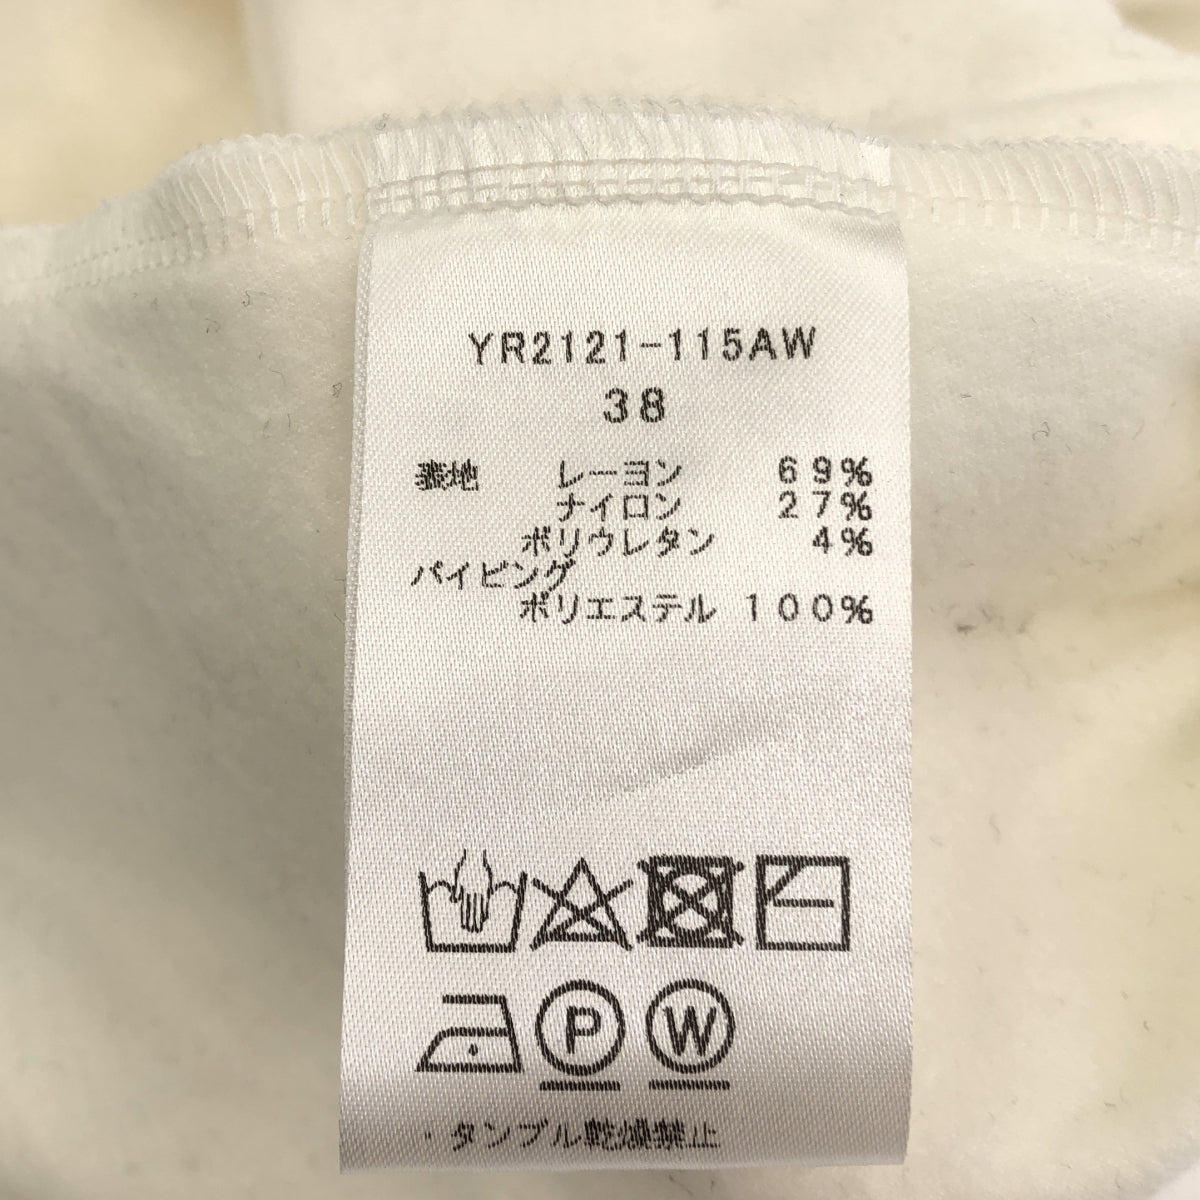 YR2121-115AW
38
表地 レーヨン 69%
ナイロン 27%
ポリウレタン 4%
パイピング
ポリエステル 100%
P W
・タンブル乾燥禁止